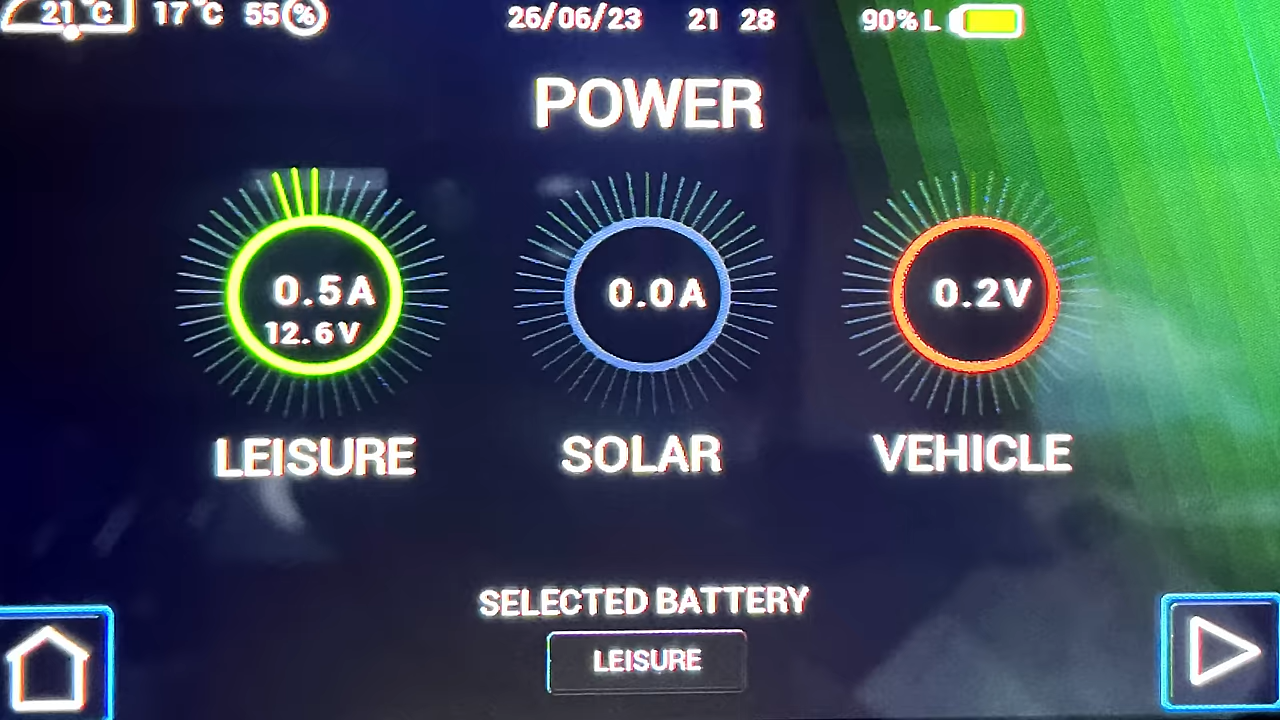 21°C 17°C 55% 26/06/23 21 28 90% L
POWER
0.5A 0.0A 0.2V
12.6V
LEISURE SOLAR VEHICLE
SELECTED BATTERY
LEISURE